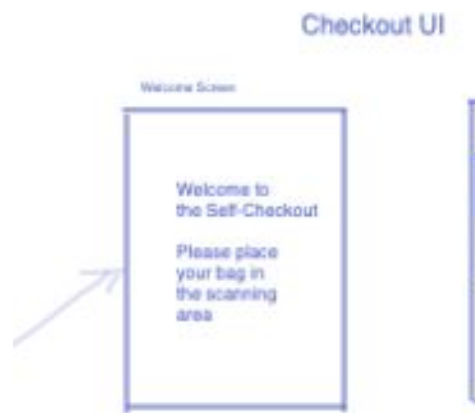 Checkout UI
Welcome Screen
Welcome to
the Self-Checkout
Please place
your bag in
the scanning
area